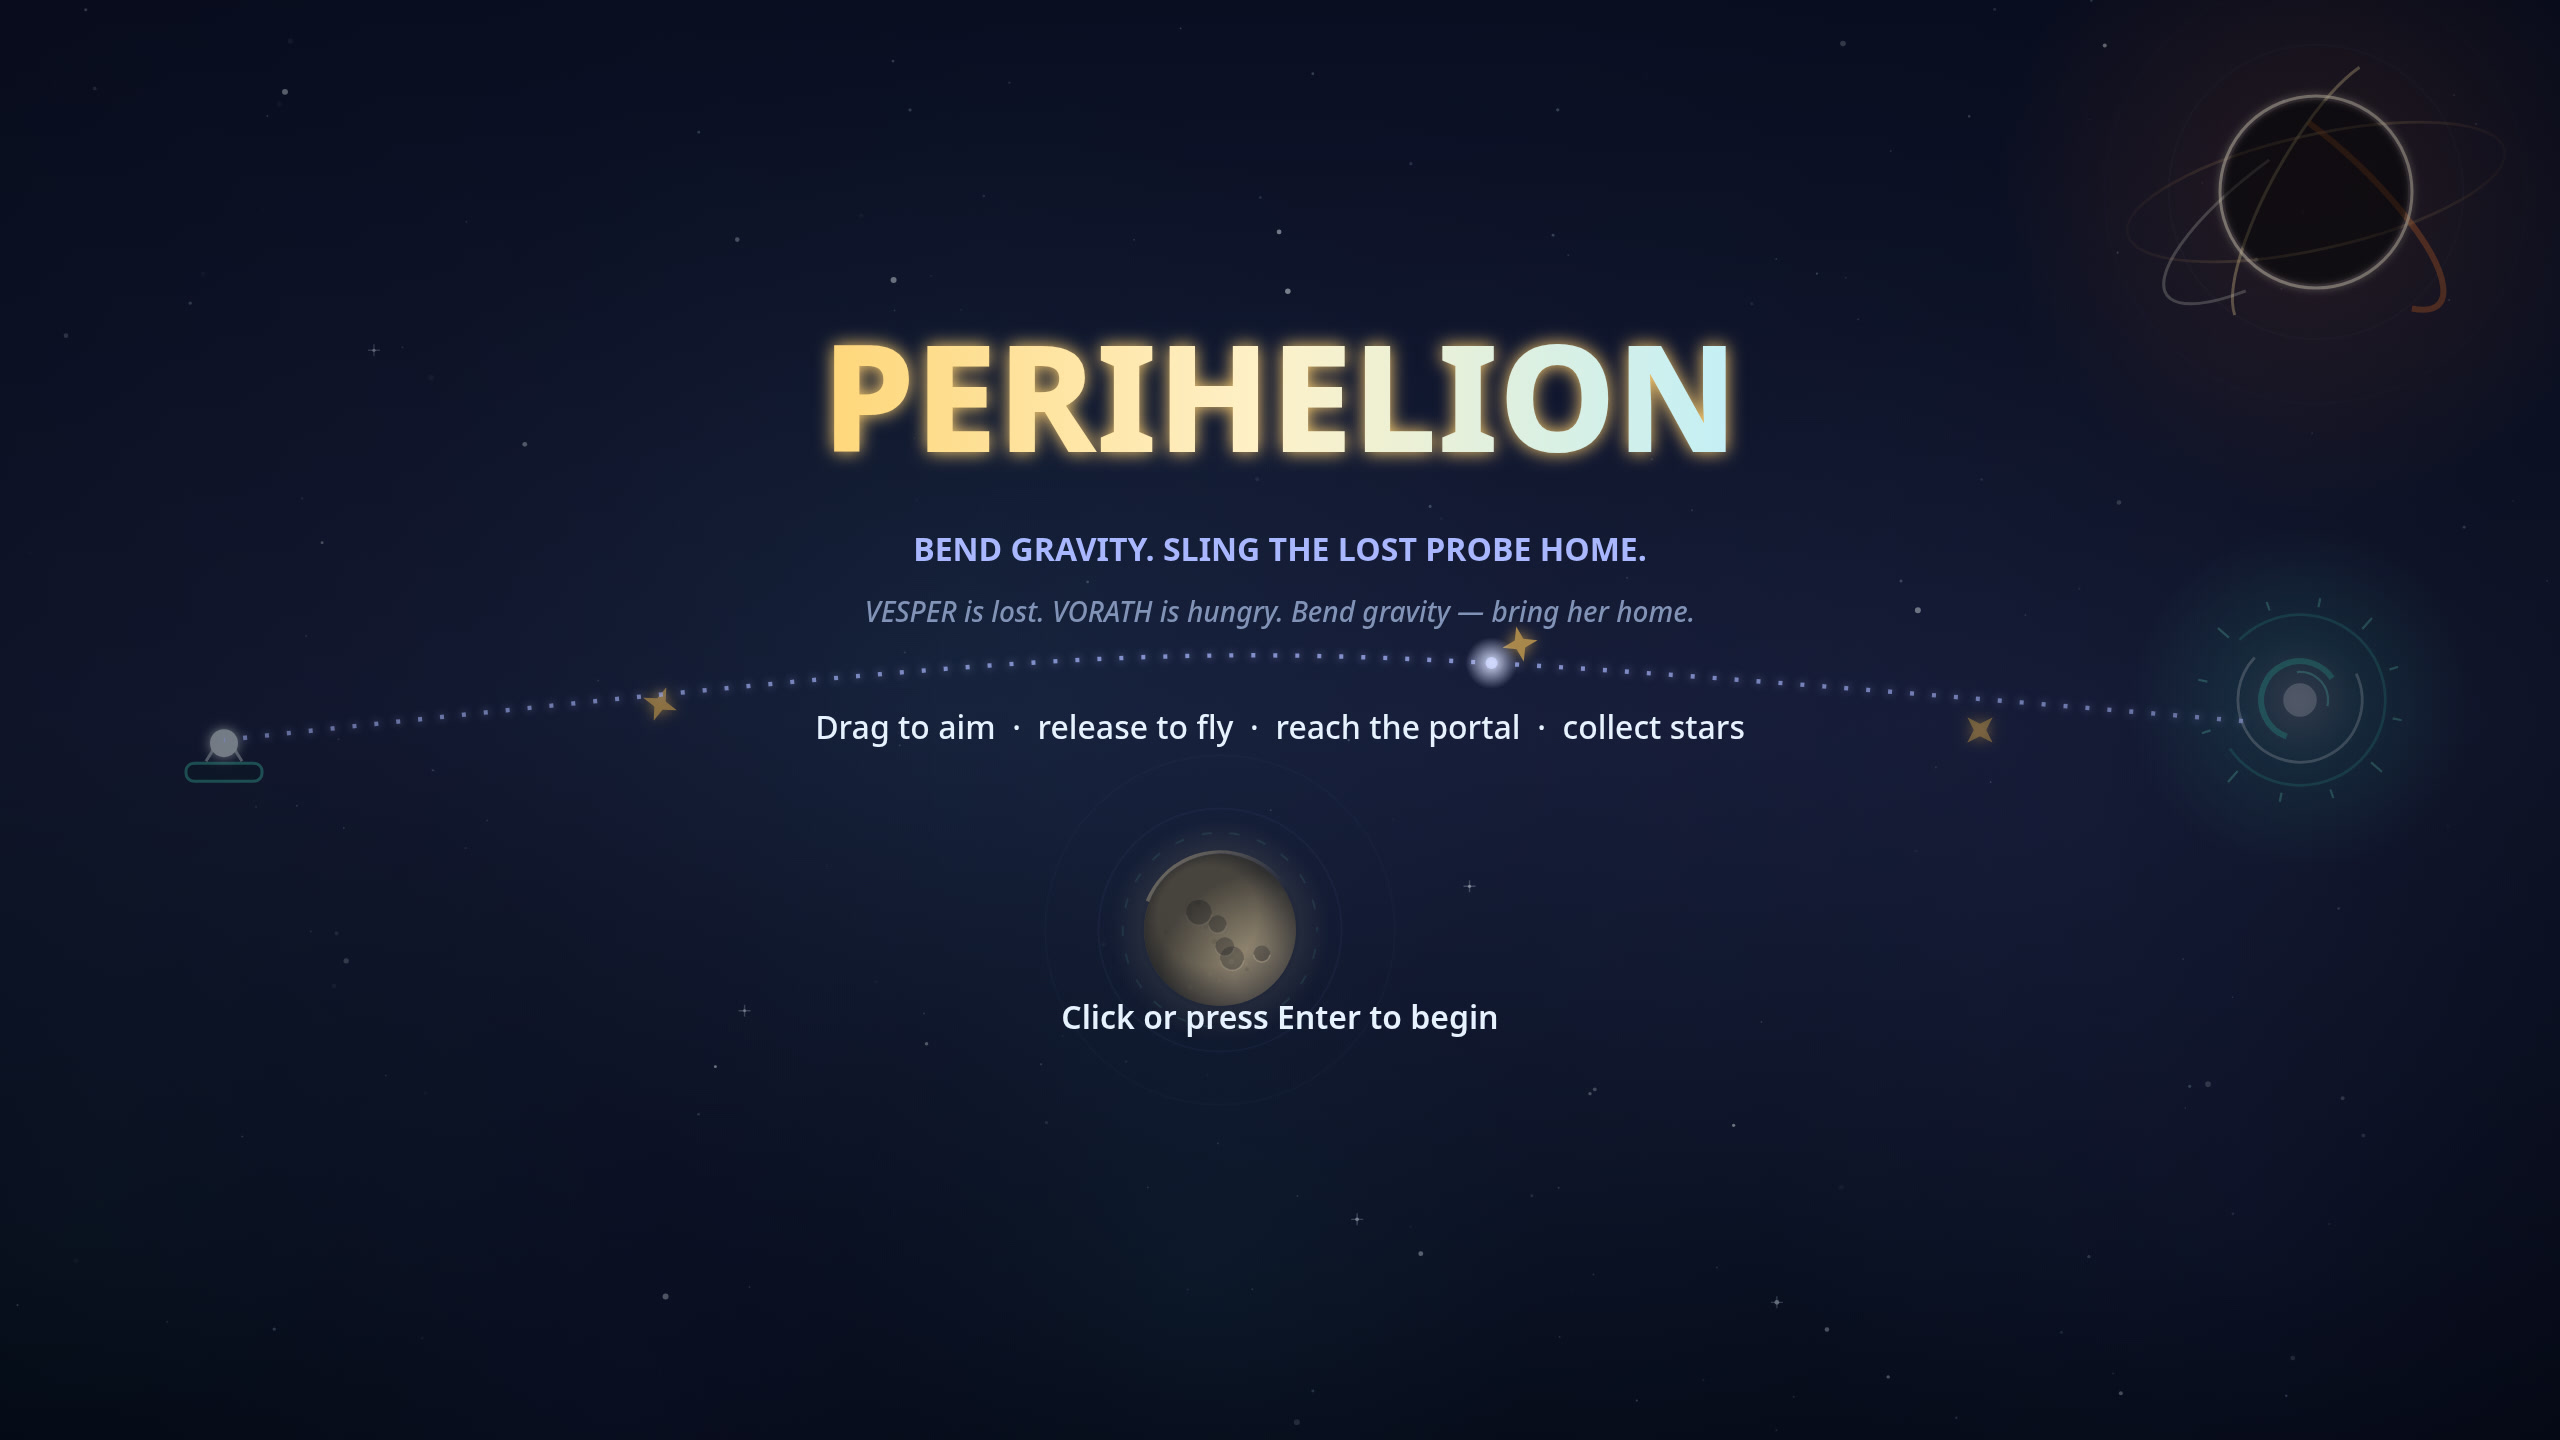 PERIHELION
BEND GRAVITY. SLING THE LOST PROBE HOME.
VESPER is lost. VORATH is hungry. Bend gravity — bring her home.
Drag to aim · release to fly · reach the portal · collect stars
Click or press Enter to begin